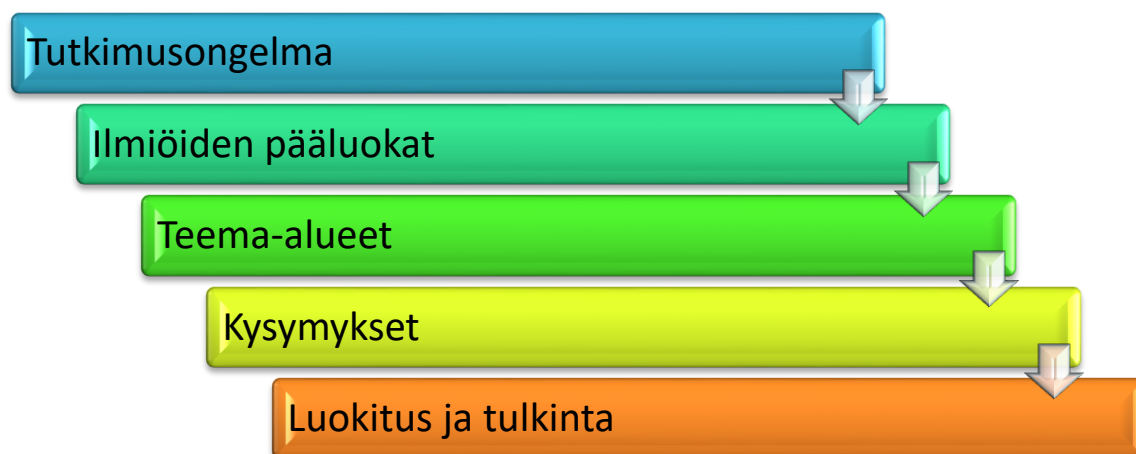 Tutkimusongelma
Ilmiöiden pääluokat
Teema-alueet
Kysymykset
Luokitus ja tulkinta